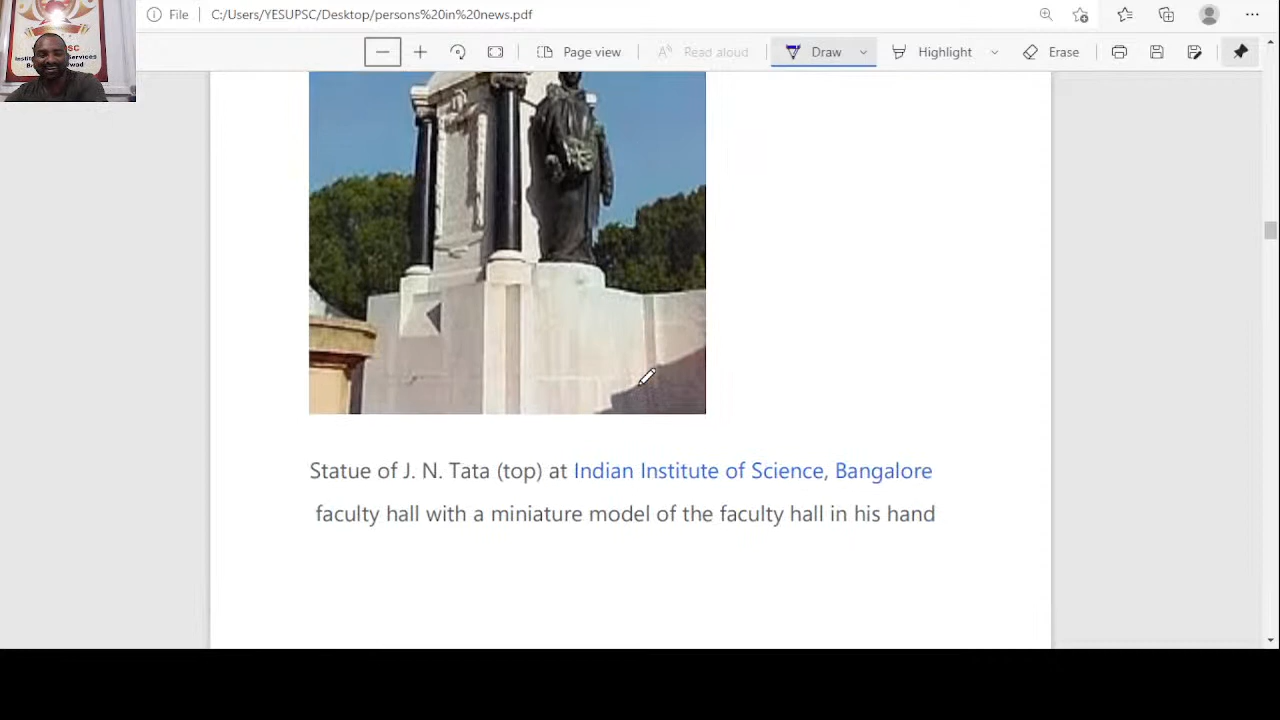 File C:/Users/YESUPSC/Desktop/persons%20in%20news.pdf
Page view Read aloud Draw Highlight Erase
Statue of J. N. Tata (top) at Indian Institute of Science, Bangalore
faculty hall with a miniature model of the faculty hall in his hand